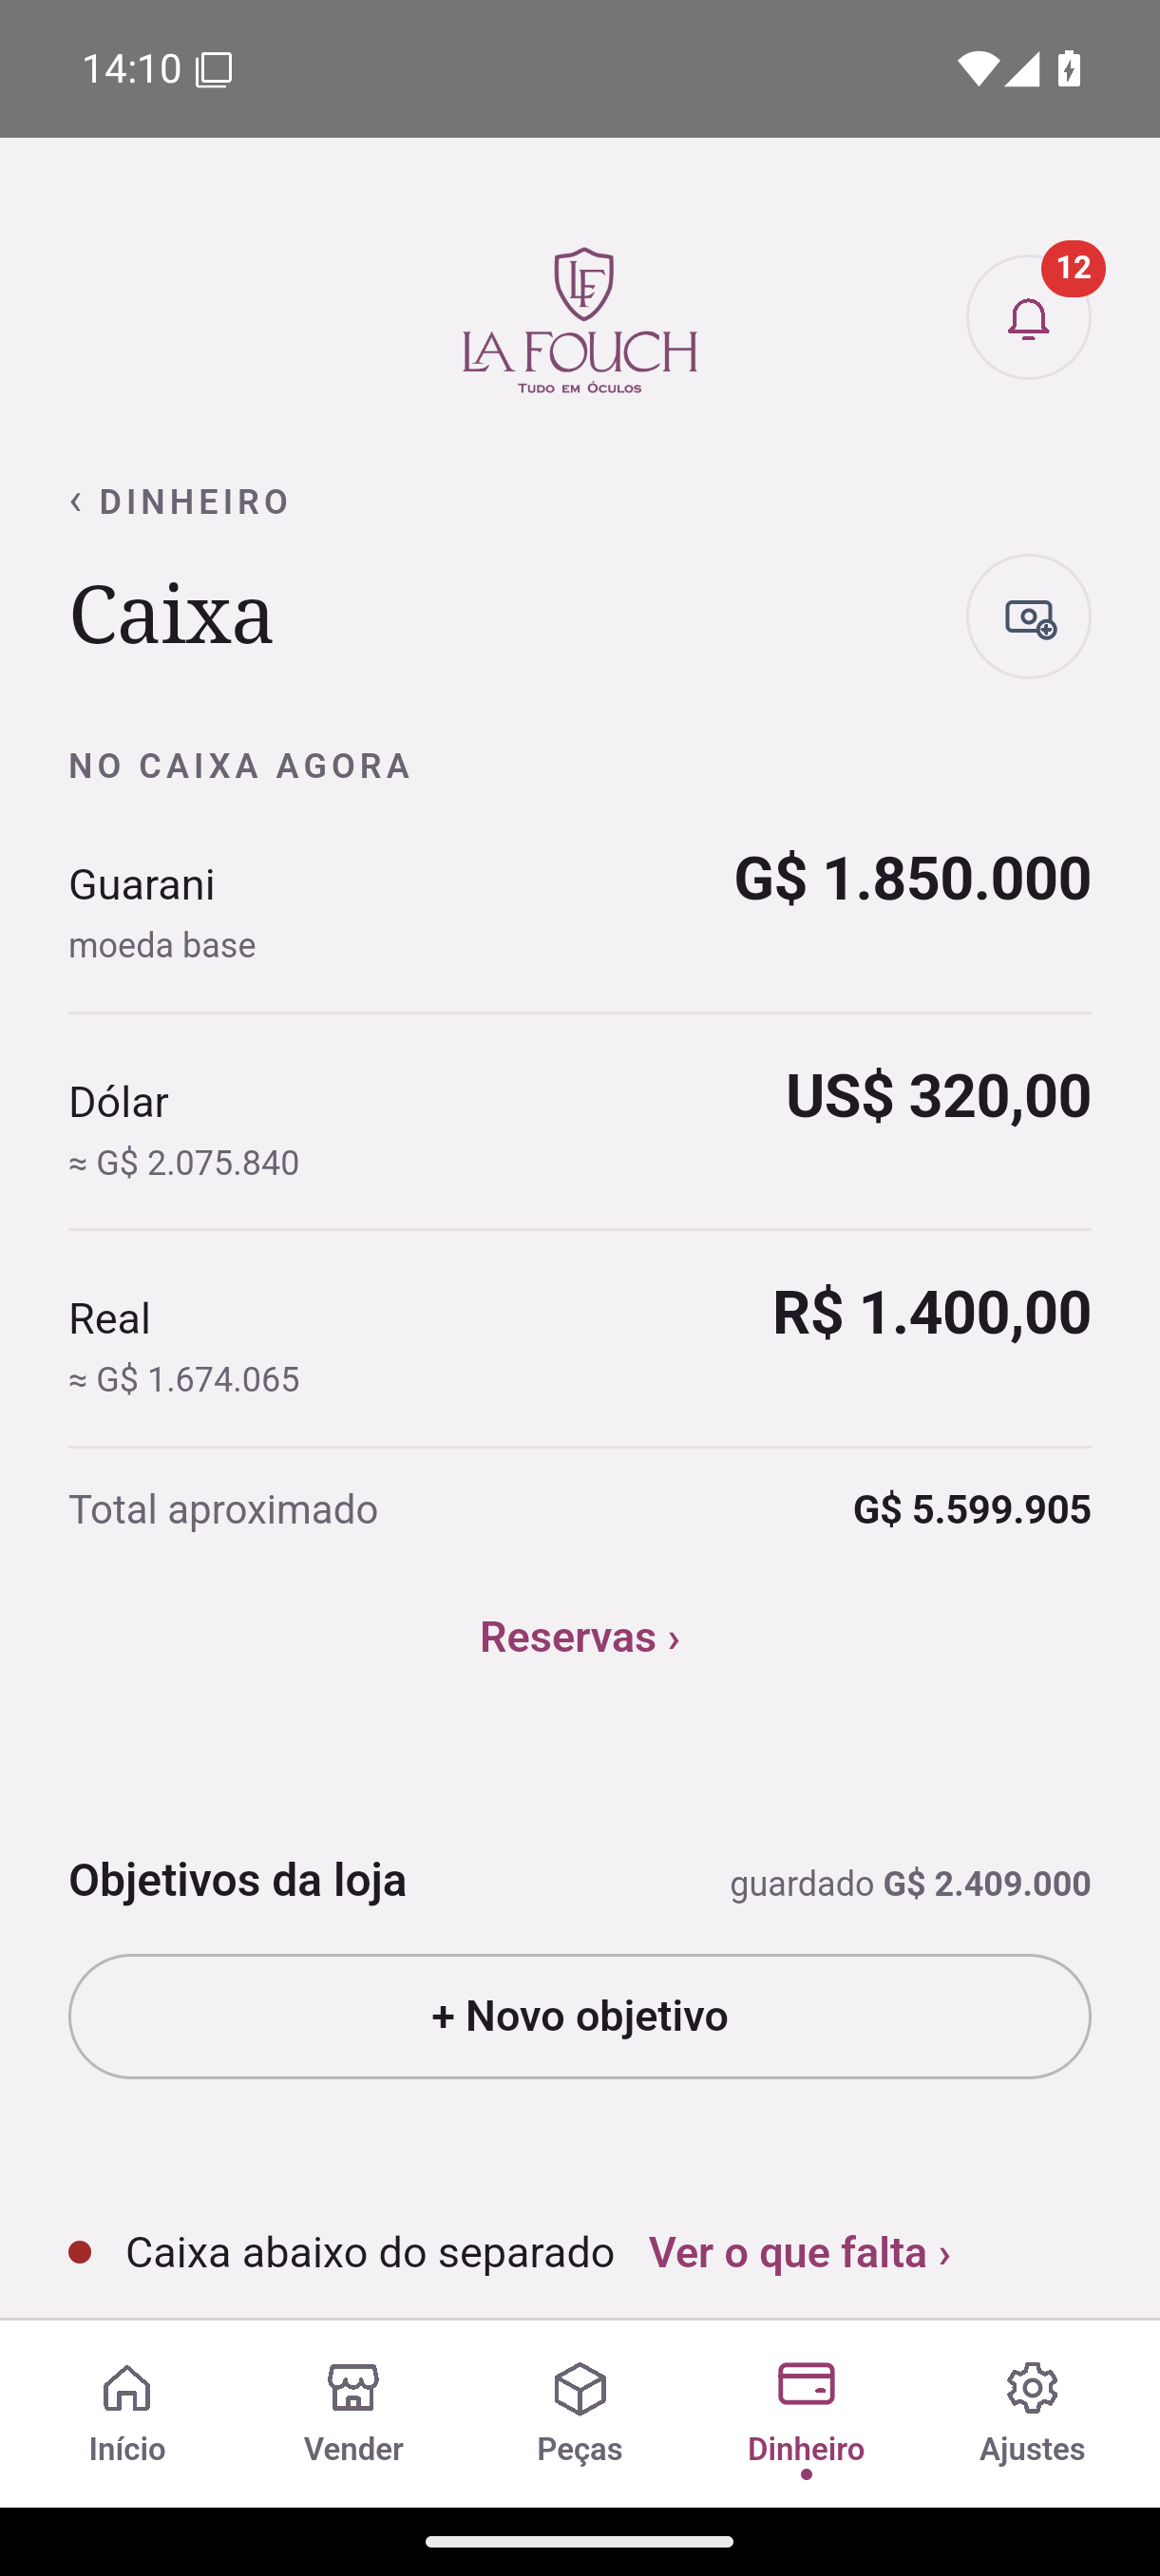 14:10
12
LF
LA FOUCH
TUDO EM ÓCULOS
‹ DINHEIRO
Caixa
NO CAIXA AGORA
Guarani G$ 1.850.000
moeda base
Dólar US$ 320,00
≈ G$ 2.075.840
Real R$ 1.400,00
≈ G$ 1.674.065
Total aproximado G$ 5.599.905
Reservas ›
Objetivos da loja guardado G$ 2.409.000
+ Novo objetivo
Caixa abaixo do separado Ver o que falta ›
Início Vender Peças Dinheiro Ajustes